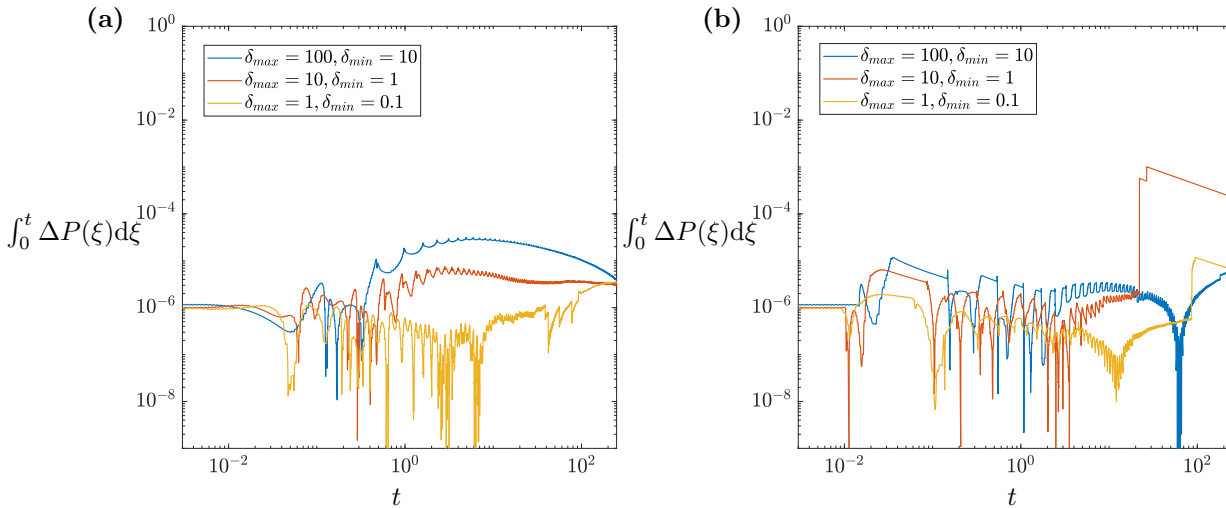 (a)
10^0
δ_max = 100, δ_min = 10
δ_max = 10, δ_min = 1
δ_max = 1, δ_min = 0.1
10^-2
10^-4
∫_0^t ΔP(ξ)dξ
10^-6
10^-8
10^-2 10^0 10^2
t
(b)
10^0
δ_max = 100, δ_min = 10
δ_max = 10, δ_min = 1
δ_max = 1, δ_min = 0.1
10^-2
10^-4
∫_0^t ΔP(ξ)dξ
10^-6
10^-8
10^-2 10^0 10^2
t